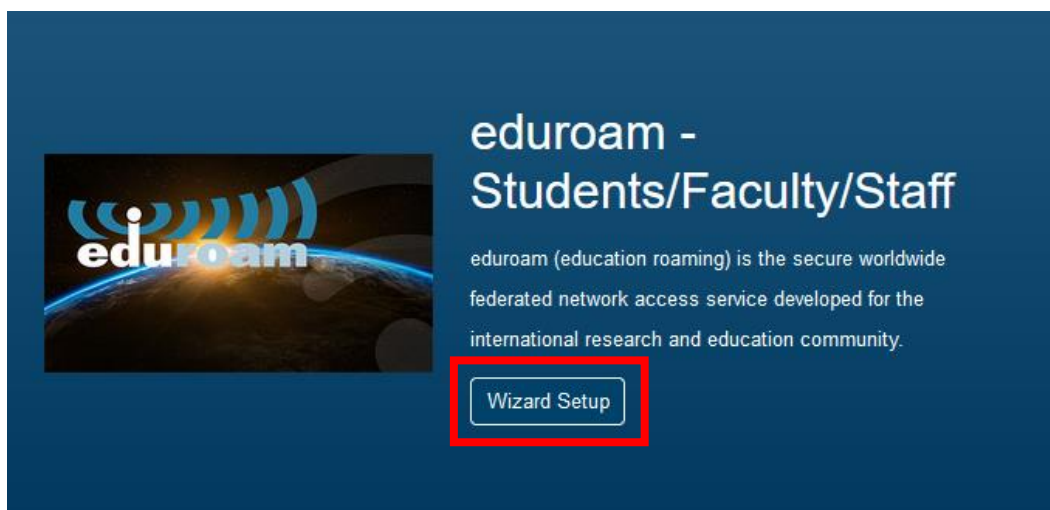 eduroam
eduroam -
Students/Faculty/Staff
eduroam (education roaming) is the secure worldwide
federated network access service developed for the
international research and education community.
Wizard Setup